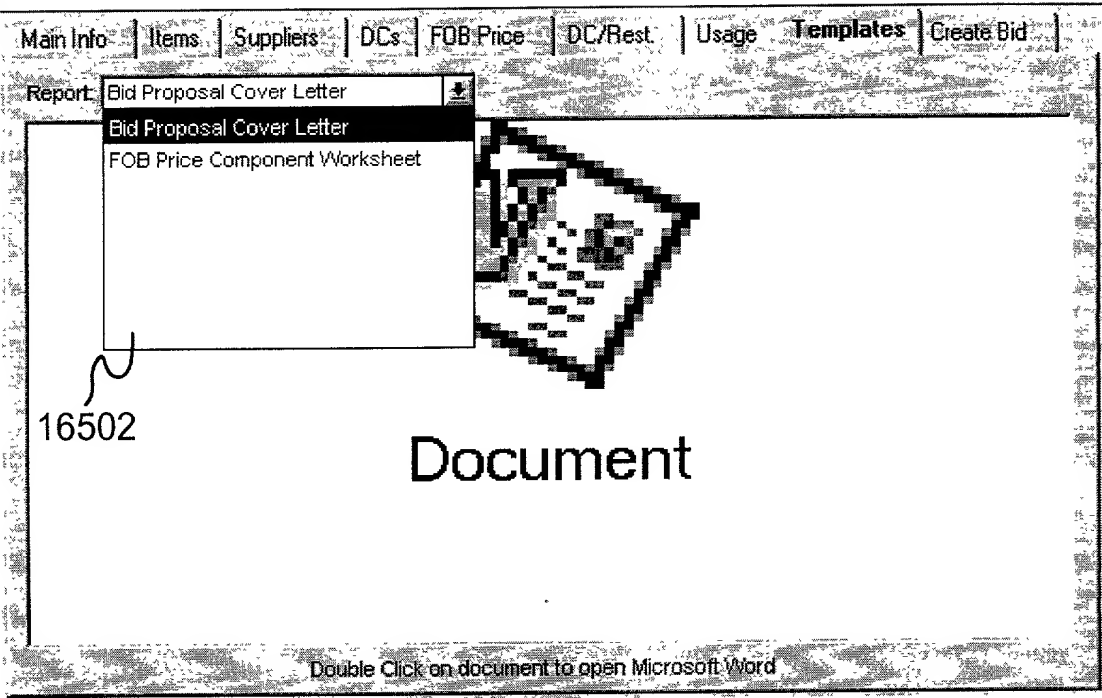 Main Info Items Suppliers DCs FOB Price DC/Rest. Usage Templates Create Bid
Report: Bid Proposal Cover Letter
Bid Proposal Cover Letter
FOB Price Component Worksheet
16502
Document
Double Click on document to open Microsoft Word